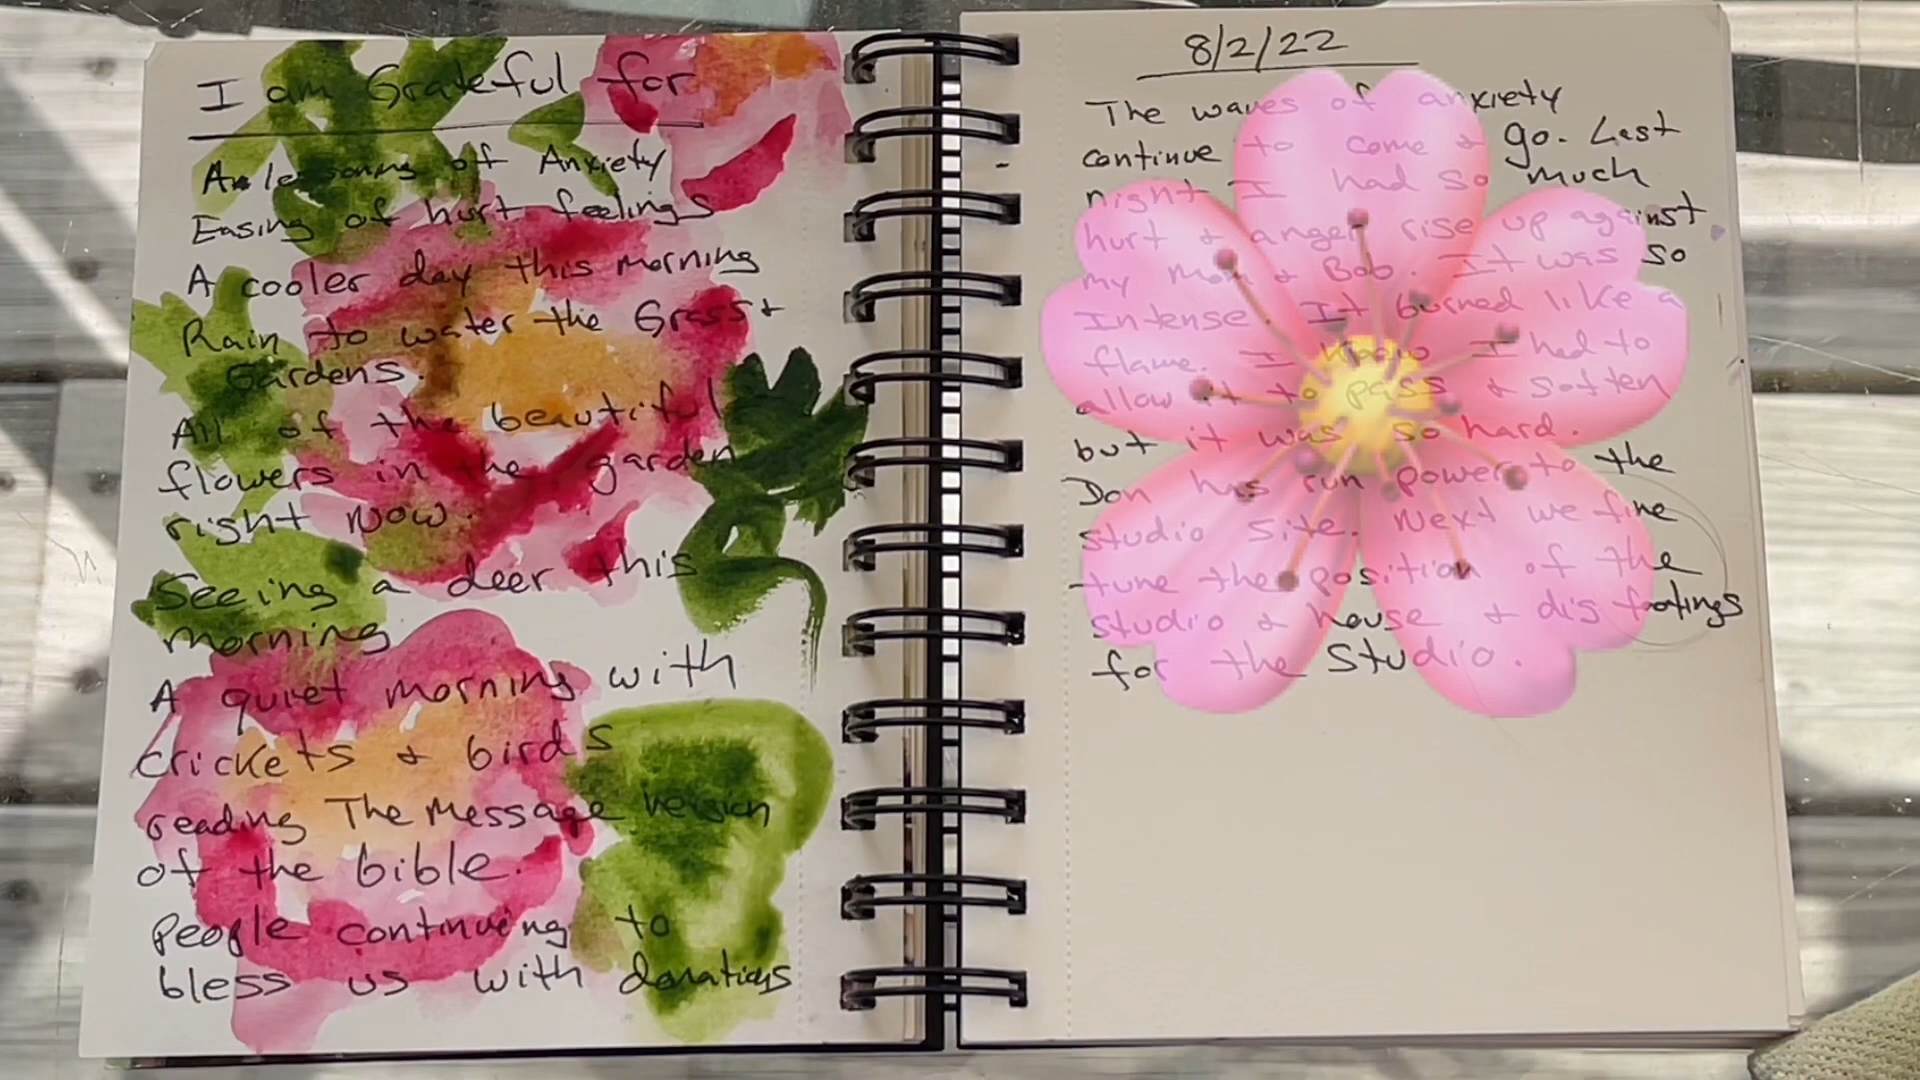 I am Grateful for
An lessoning of Anxiety
Easing of hurt feelings
A cooler day this morning
Rain to water the Grass +
Gardens.
All of the beautiful
flowers in the garden
right now.
Seeing a deer this
morning
A quiet morning with
crickets + birds
reading The Message version
of the bible.
People continuing to
bless us with donations
8/2/22
The waves of anxiety
continue to come + go. Last
night I had so much
hurt + anger rise up against
my mom + Bob. It was so
Intense. It burned like a
flame. I know I had to
allow it to pass + soften
but it was so hard.
Don has run power to the
studio site. Next we fine
tune the position of the
studio + house + dis footings
for the studio.